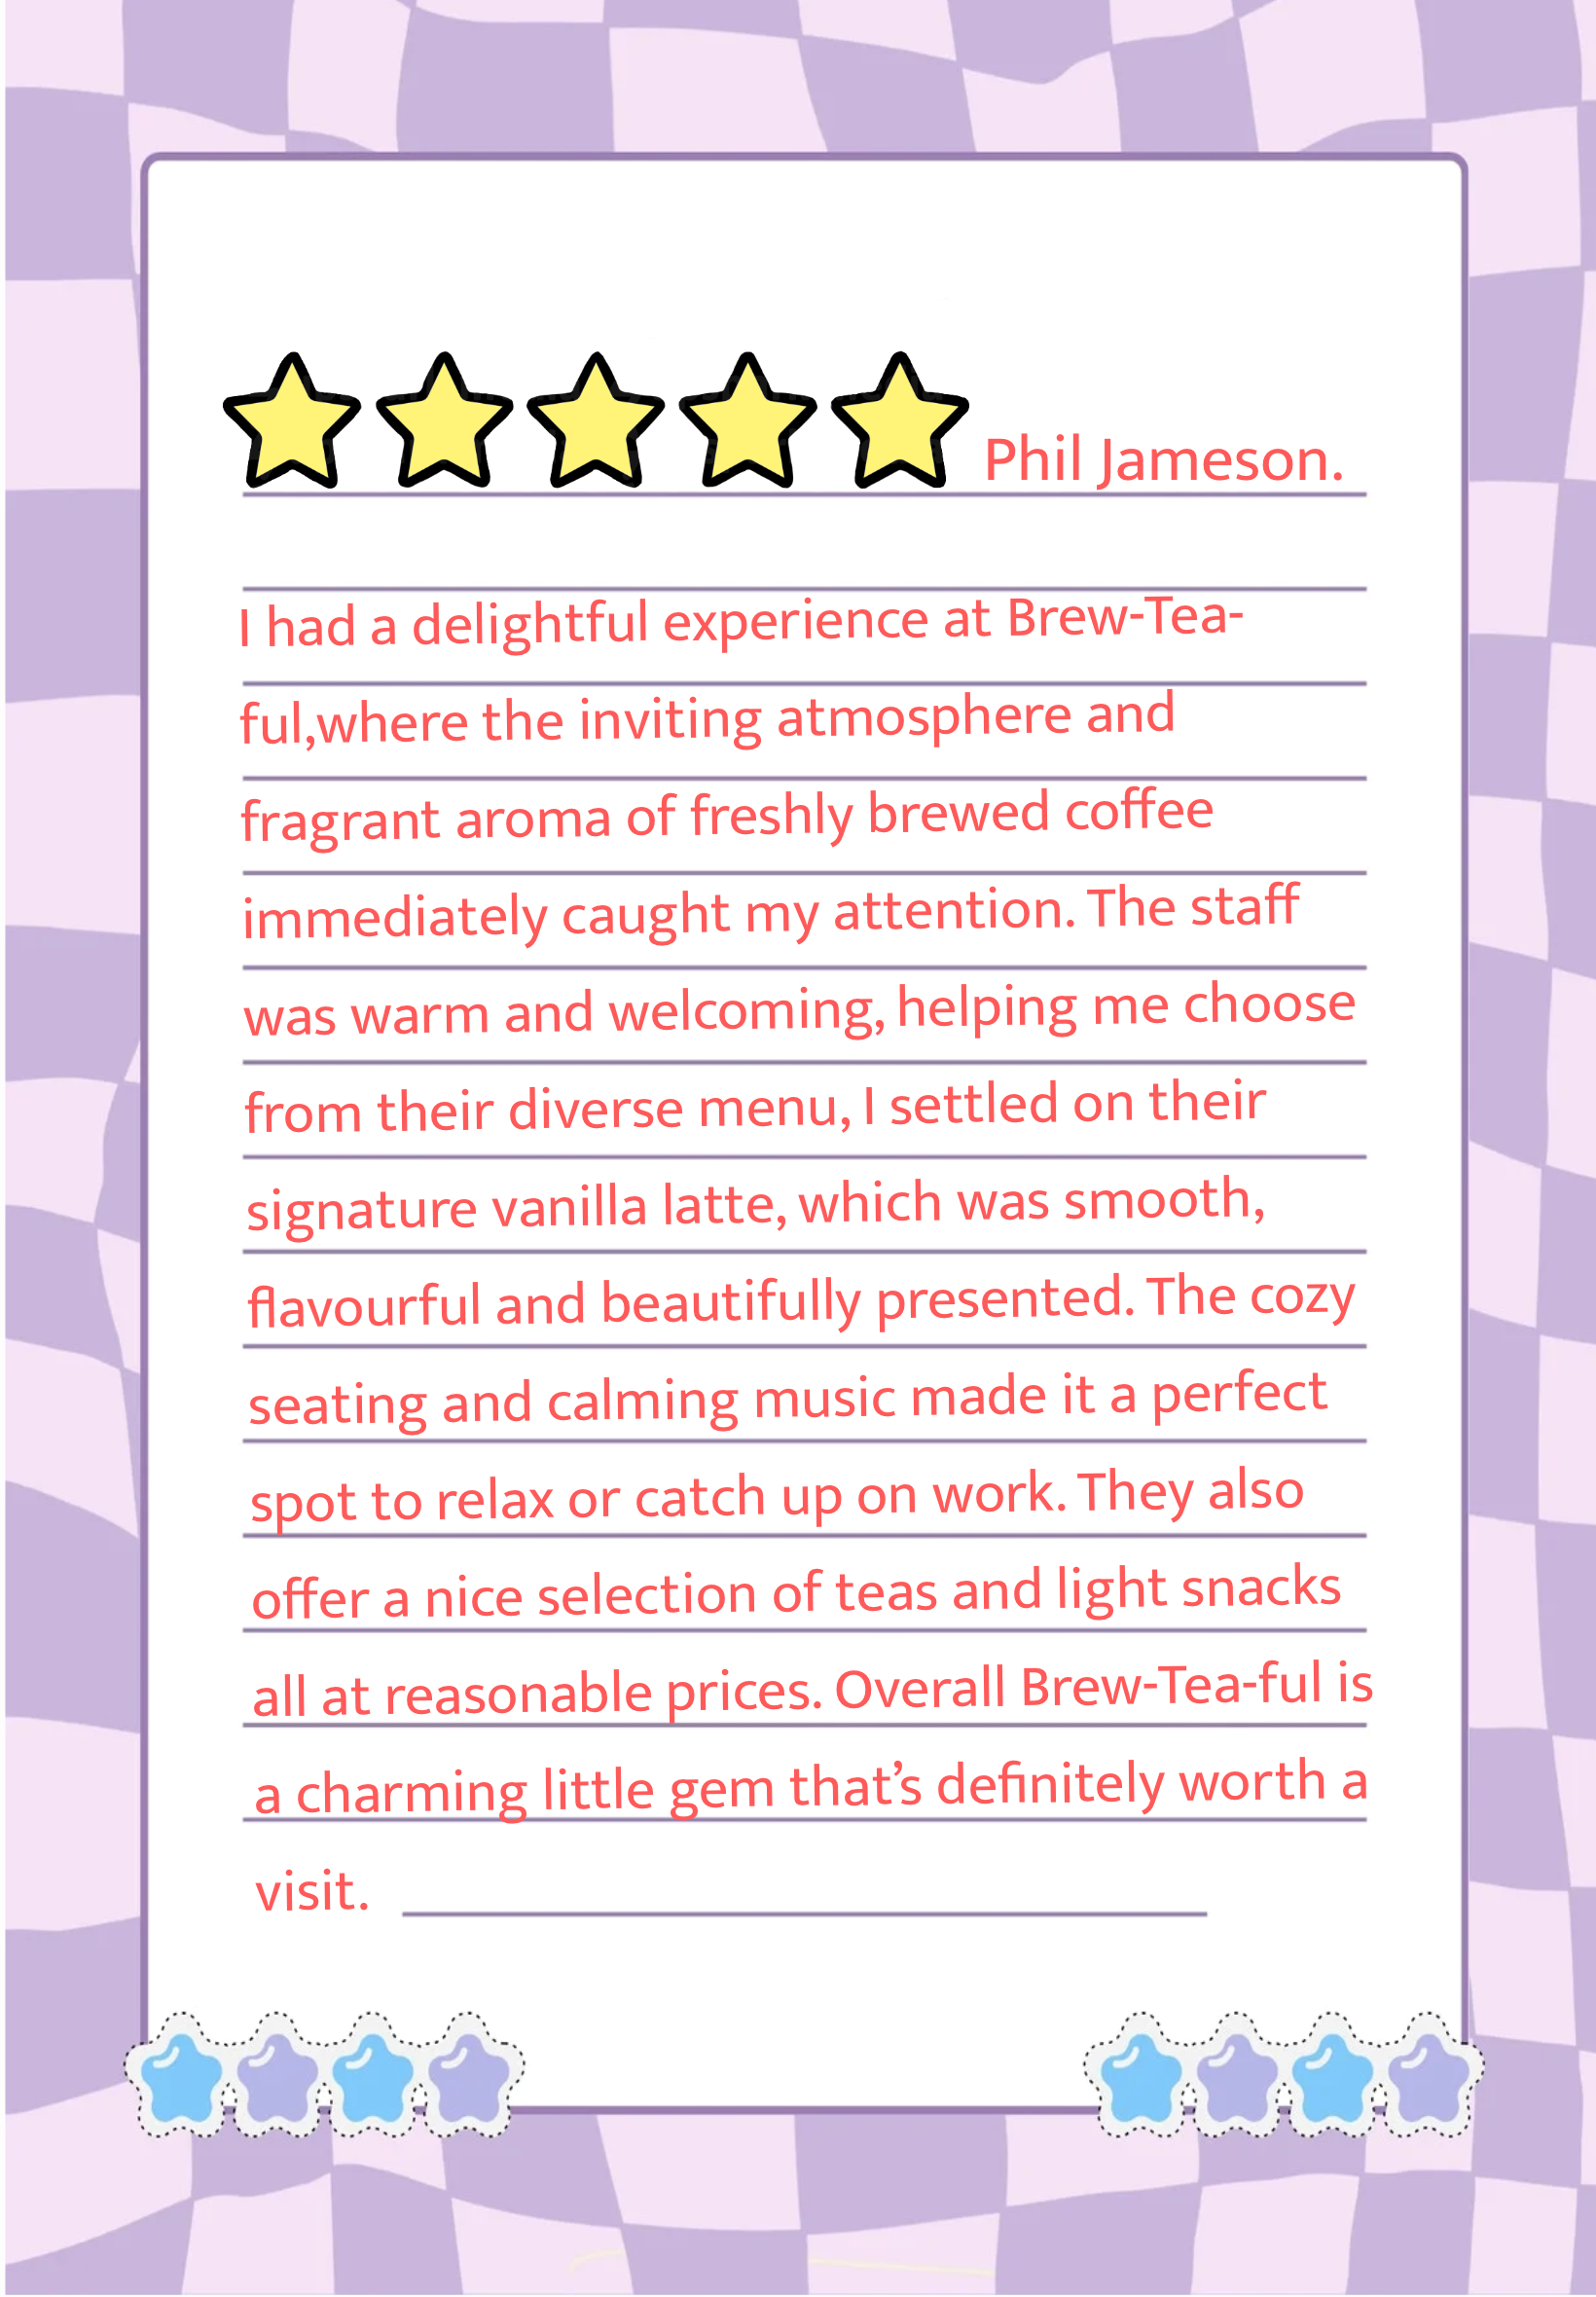 Phil Jameson.
I had a delightful experience at Brew-Tea-
ful,where the inviting atmosphere and
fragrant aroma of freshly brewed coffee
immediately caught my attention. The staff
was warm and welcoming, helping me choose
from their diverse menu, I settled on their
signature vanilla latte, which was smooth,
flavourful and beautifully presented. The cozy
seating and calming music made it a perfect
spot to relax or catch up on work. They also
offer a nice selection of teas and light snacks
all at reasonable prices. Overall Brew-Tea-ful is
a charming little gem that’s definitely worth a
visit.